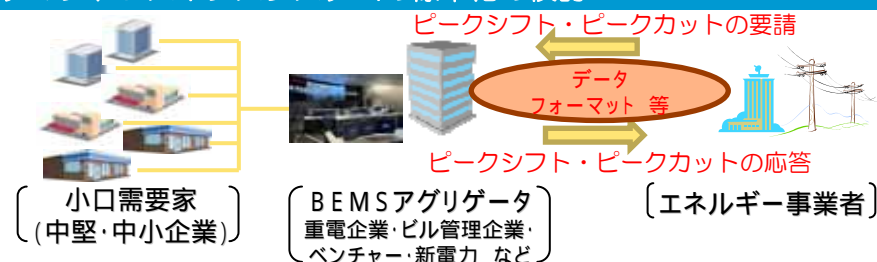 ピークシフト・ピークカットの要請
データ
フォーマット 等
ピークシフト・ピークカットの応答
小口需要家
(中堅・中小企業)
BEMSアグリゲータ
重電企業・ビル管理企業・
ベンチャー・新電力 など
エネルギー事業者